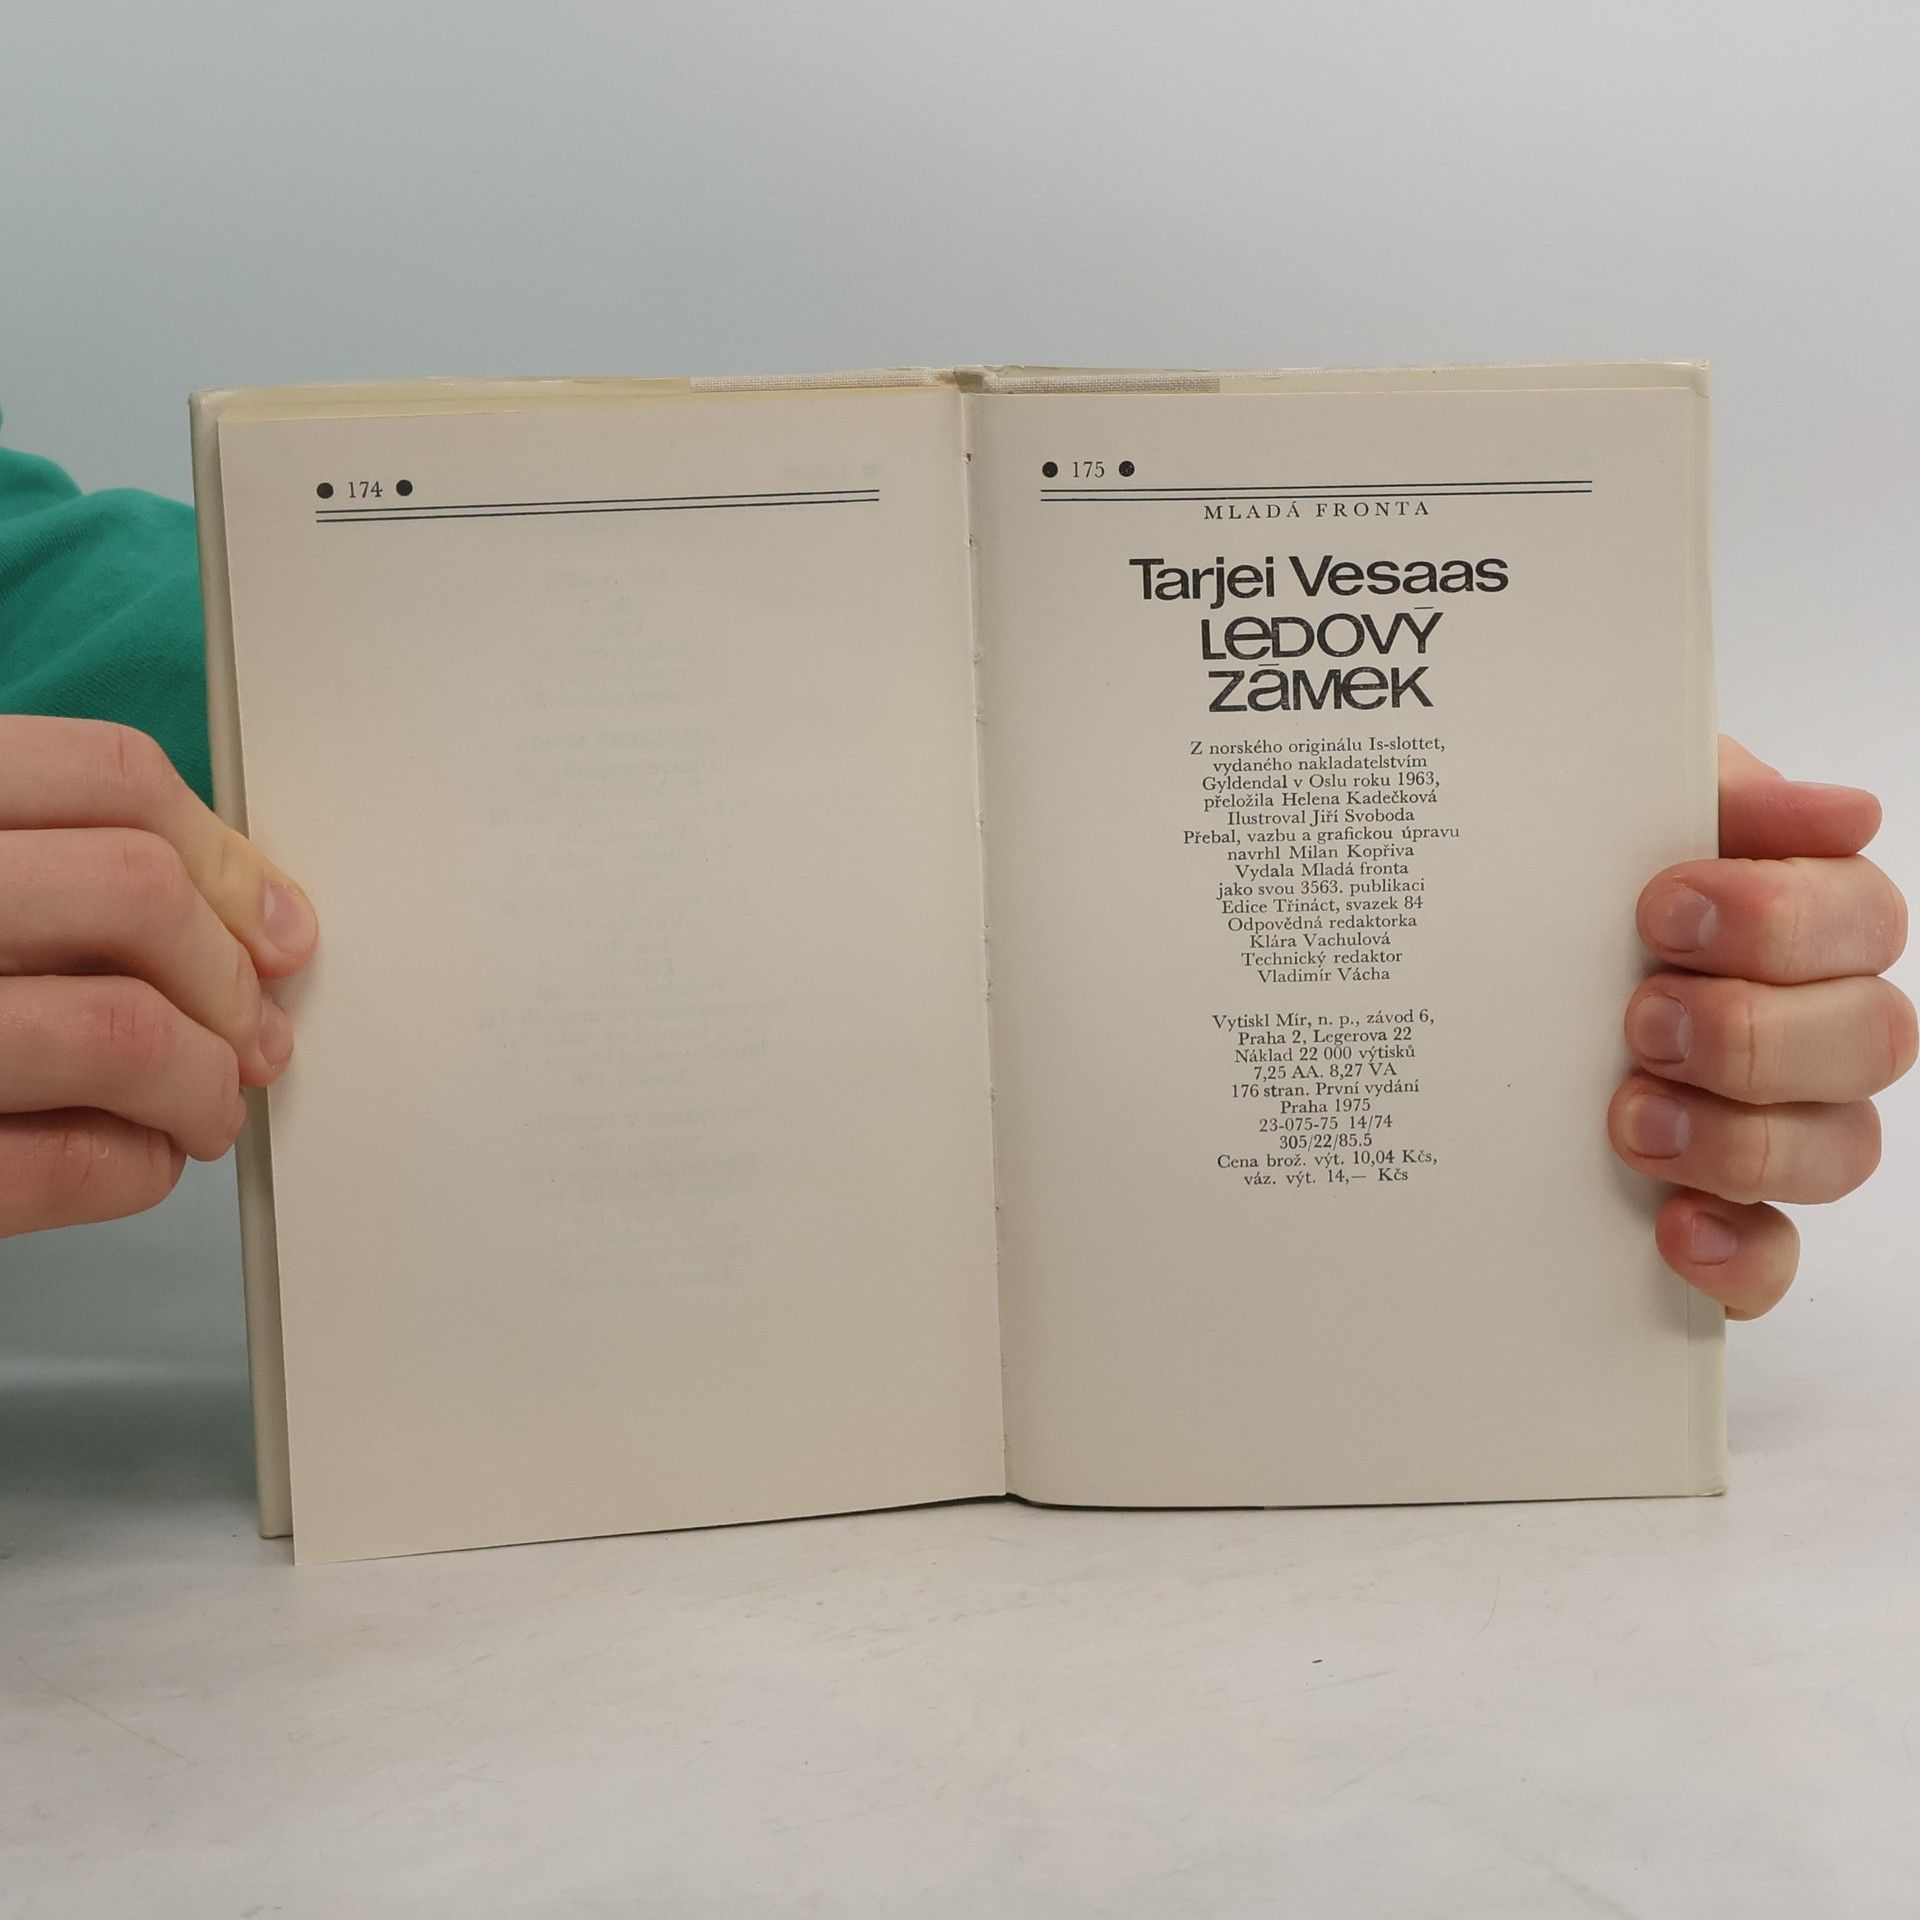 ● 174 ●
● 175 ●
MLADÁ FRONTA
Tarjei Vesaas
LEDOVÝ
ZÁMEK
Z norského originálu Is-slottet,
vydaného nakladatelstvím
Gyldendal v Oslu roku 1963,
přeložila Helena Kadečková
Ilustroval Jiří Svoboda
Přebal, vazbu a grafickou úpravu
navrhl Milan Kopřiva
Vydala Mladá fronta
jako svou 3563. publikaci
Edice Třináct, svazek 84
Odpovědná redaktorka
Klára Vachulová
Technický redaktor
Vladimír Vácha
Vytiskl Mír, n. p., závod 6,
Praha 2, Legerova 22
Náklad 22 000 výtisků
7,25 AA. 8,27 VA
176 stran. První vydání
Praha 1975
23-075-75 14/74
305/22/85.5
Cena brož. výt. 10,04 Kčs,
váz. výt. 14,— Kčs